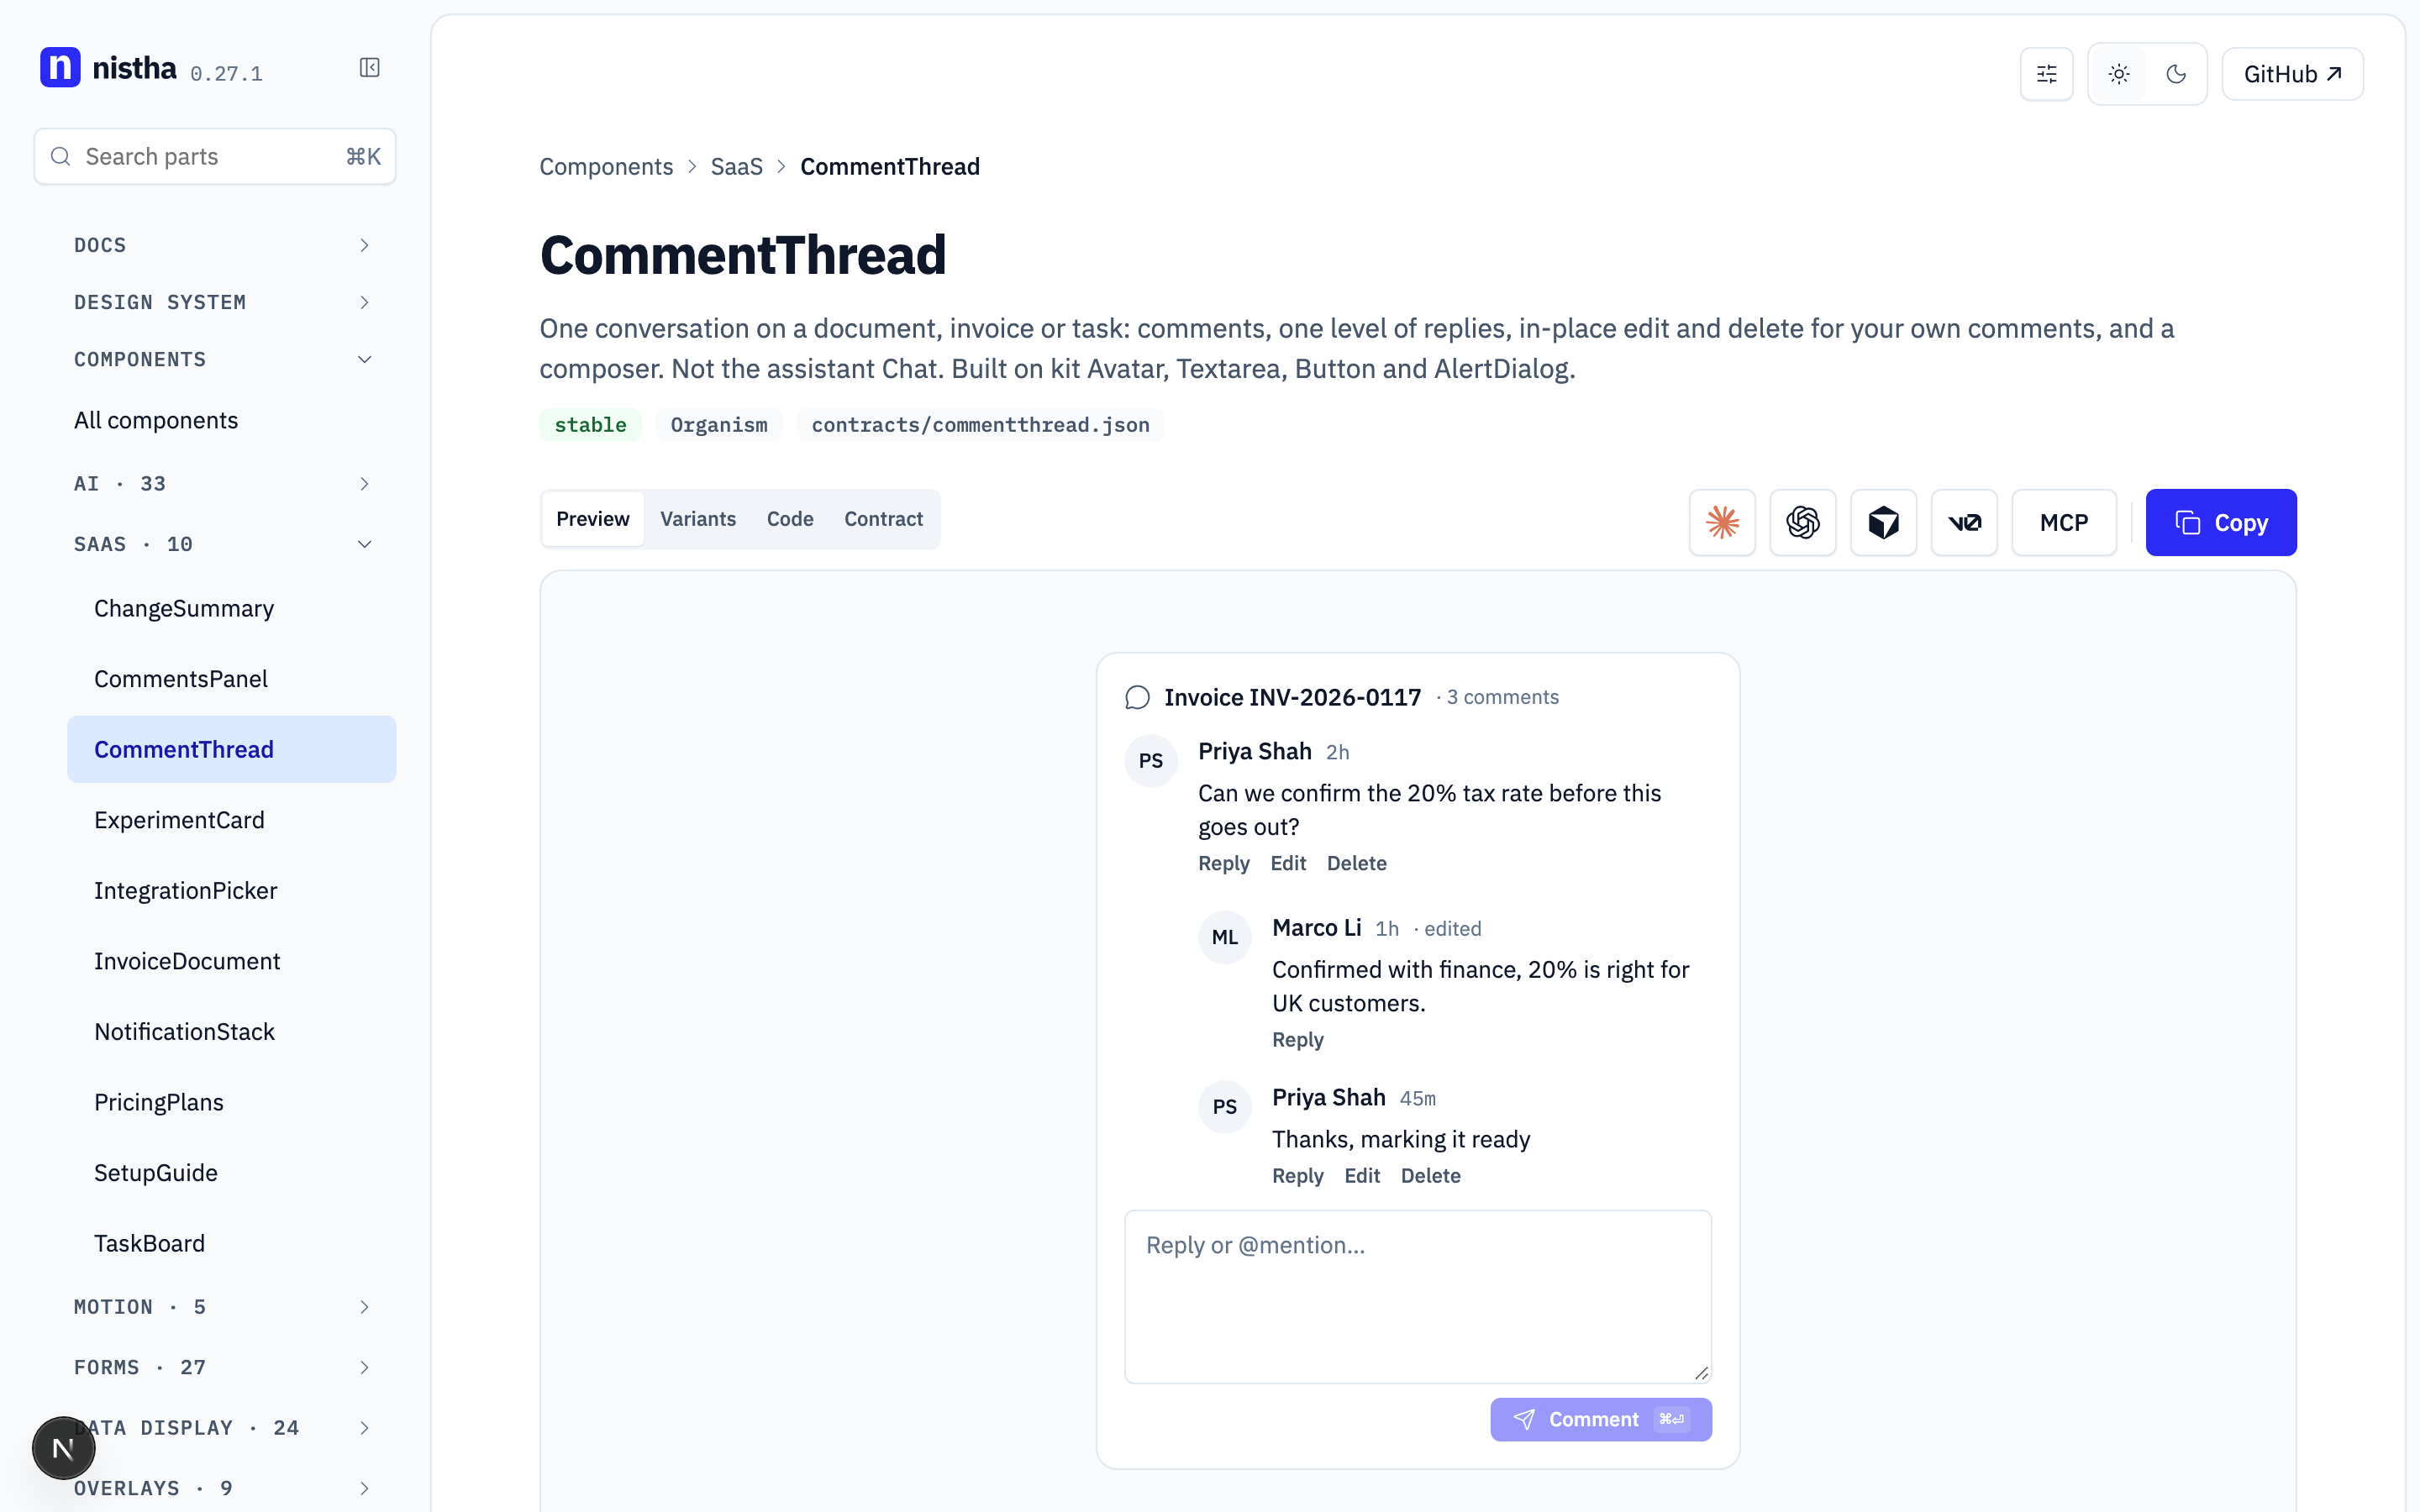 n nistha 0.27.1
Search parts ⌘K
DOCS
DESIGN SYSTEM
COMPONENTS
All components
AI · 33
SAAS · 10
ChangeSummary
CommentsPanel
CommentThread
ExperimentCard
IntegrationPicker
InvoiceDocument
NotificationStack
PricingPlans
SetupGuide
TaskBoard
MOTION · 5
FORMS · 27
DATA DISPLAY · 24
N
OVERLAYS · 9
GitHub
Components > SaaS > CommentThread
CommentThread
One conversation on a document, invoice or task: comments, one level of replies, in-place edit and delete for your own comments, and a
composer. Not the assistant Chat. Built on kit Avatar, Textarea, Button and AlertDialog.
stable Organism contracts/commentthread.json
Preview Variants Code Contract
v0 MCP Copy
Invoice INV-2026-0117 · 3 comments
PS Priya Shah 2h
Can we confirm the 20% tax rate before this
goes out?
Reply Edit Delete
ML Marco Li 1h · edited
Confirmed with finance, 20% is right for
UK customers.
Reply
PS Priya Shah 45m
Thanks, marking it ready
Reply Edit Delete
Reply or @mention...
Comment ⌘⏎